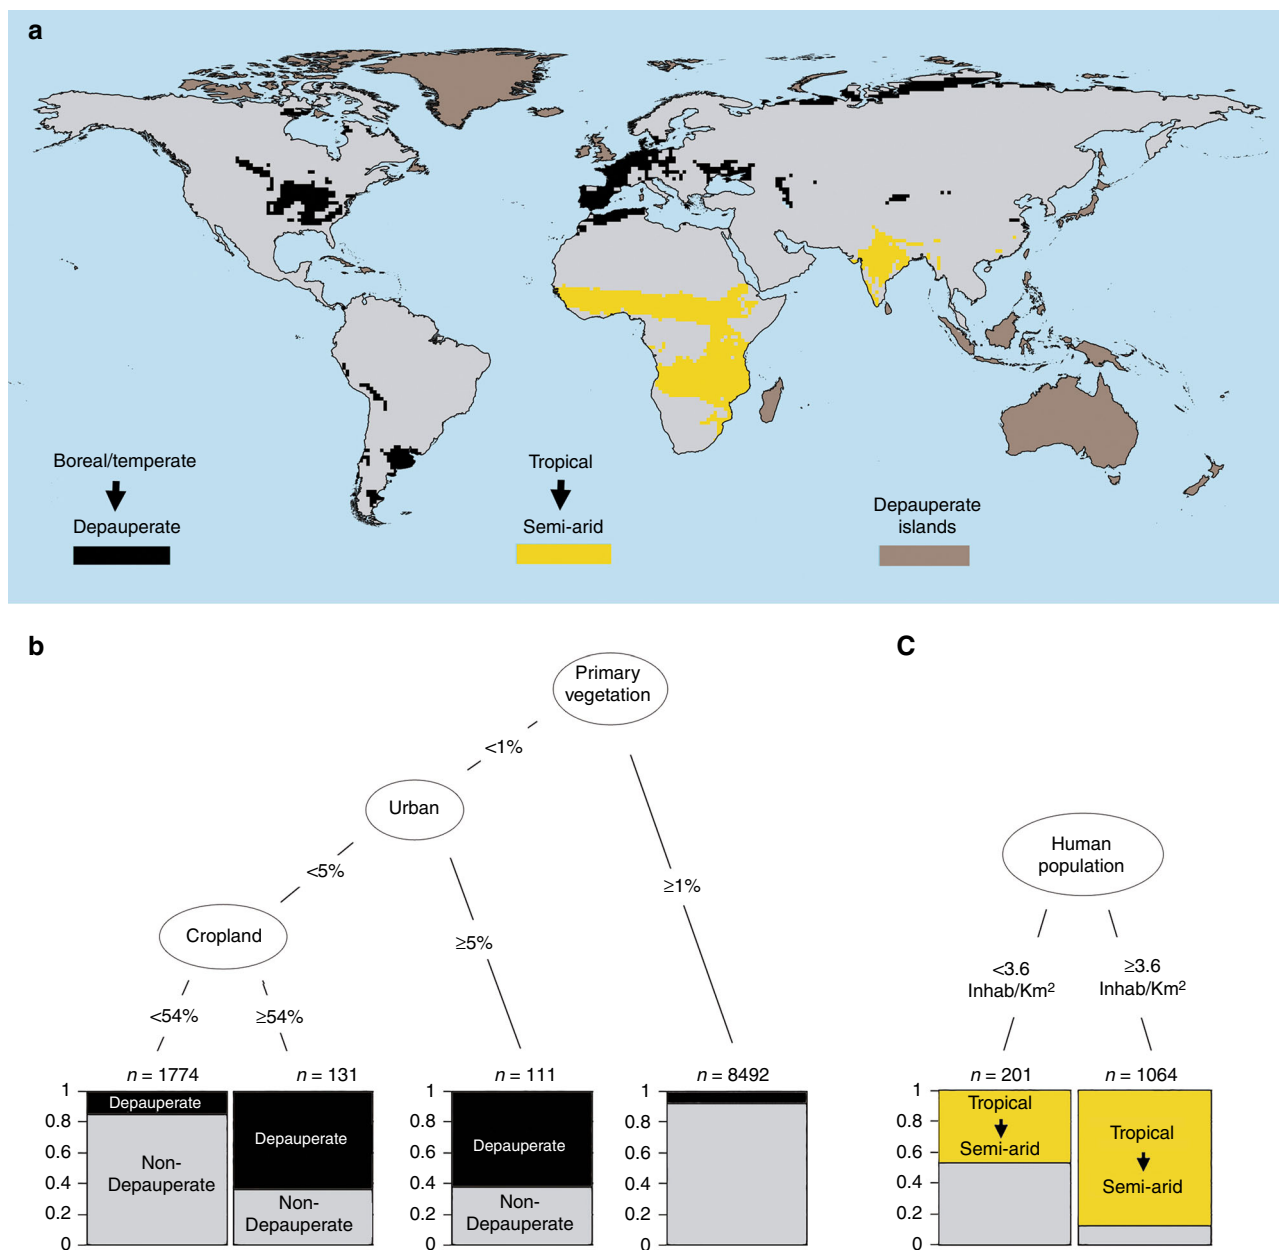 a
Boreal/temperate
Depauperate
Tropical
Semi-arid
Depauperate
islands
b
Primary
vegetation
<1%
Urban
<5%
≥1%
Cropland
≥5%
<54%
≥54%
n = 1774
n = 131
n = 111
n = 8492
1
0.8
0.6
0.4
0.2
0
Depauperate
Non-
Depauperate
Depauperate
Non-
Depauperate
1
0.8
0.6
0.4
0.2
0
Depauperate
Non-
Depauperate
1
0.8
0.6
0.4
0.2
0
C
Human
population
<3.6
Inhab/Km²
≥3.6
Inhab/Km²
n = 201
n = 1064
1
0.8
0.6
0.4
0.2
0
Tropical
Semi-arid
Tropical
Semi-arid